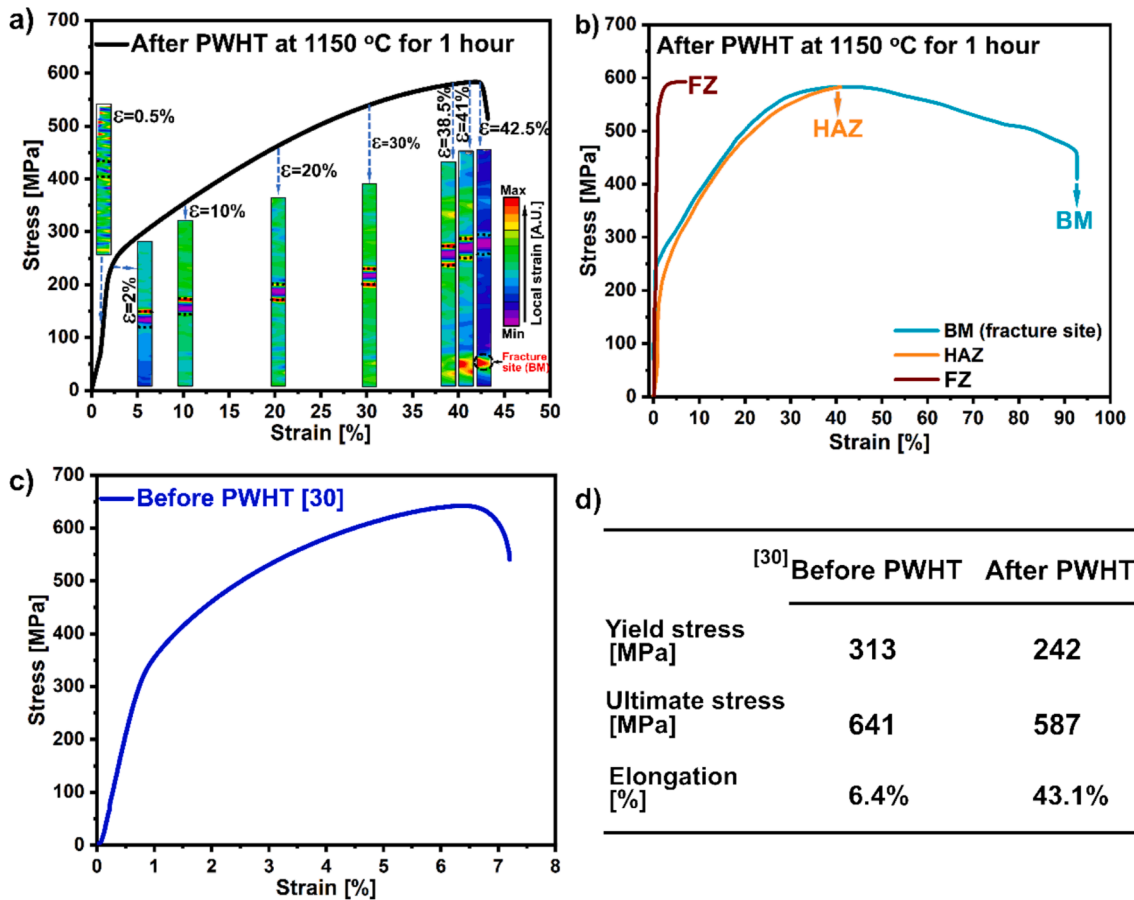 a)
After PWHT at 1150 °C for 1 hour
Stress [MPa]
700
600
500
400
300
200
100
0
ε=0.5%
ε=2%
ε=10%
ε=20%
ε=30%
ε=38.5%
ε=41%
ε=42.5%
Max
Local strain [A.U.]
Min
Fracture
site (BM)
0 5 10 15 20 25 30 35 40 45 50
Strain [%]
b)
After PWHT at 1150 °C for 1 hour
Stress [MPa]
700
600
500
400
300
200
100
0
FZ
HAZ
BM
BM (fracture site)
HAZ
FZ
0 10 20 30 40 50 60 70 80 90 100
Strain [%]
c)
Before PWHT [30]
Stress [MPa]
700
600
500
400
300
200
100
0
0 1 2 3 4 5 6 7 8
Strain [%]
d)
[30] Before PWHT After PWHT
Yield stress
[MPa] 313 242
Ultimate stress
[MPa] 641 587
Elongation
[%] 6.4% 43.1%